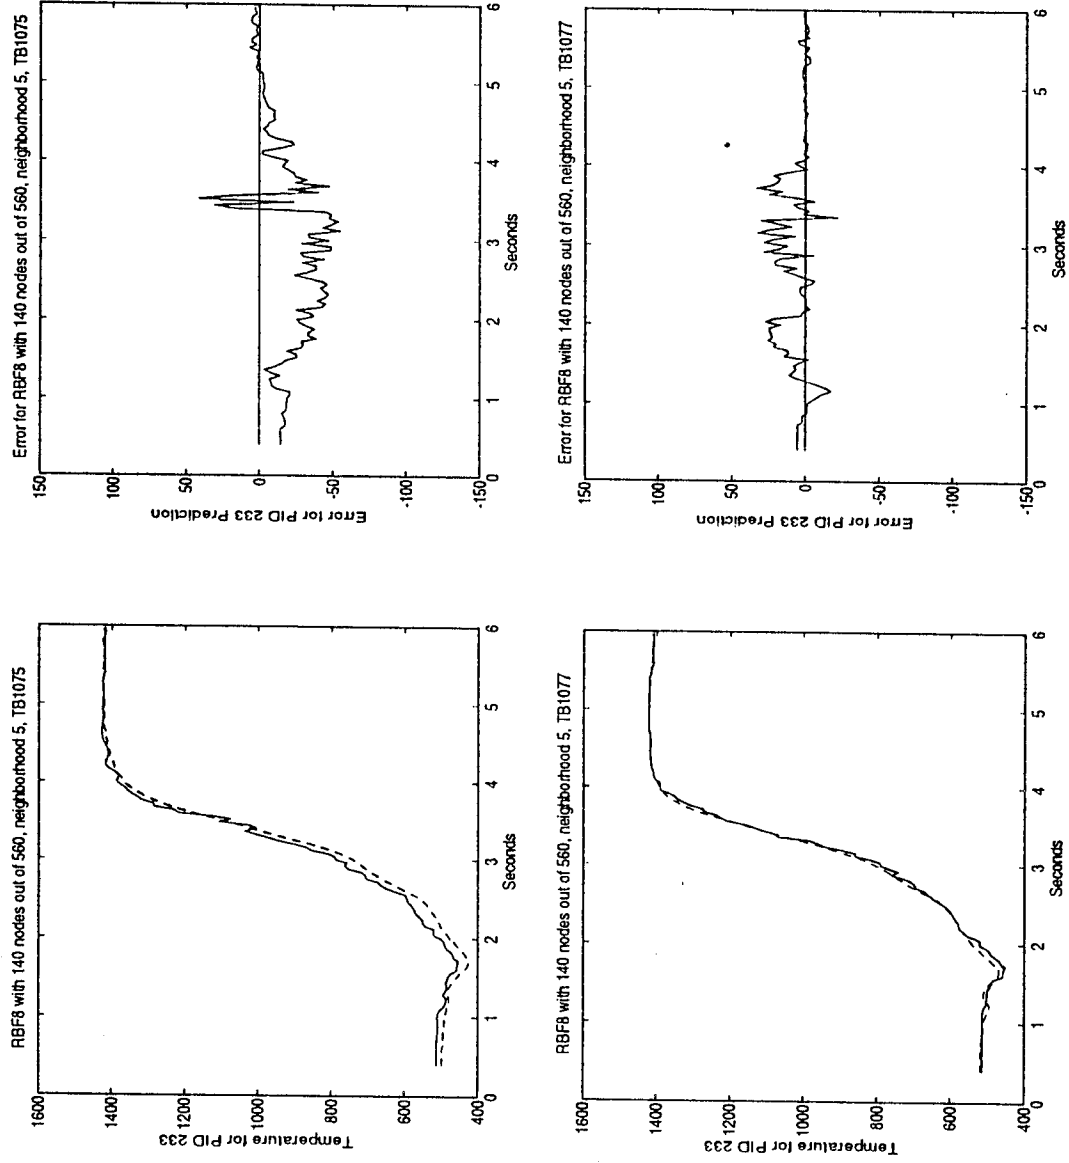 RBF8 with 140 nodes out of 560, neighborhood 5, TB1075
1600
1400
1200
1000
800
600
400
Temperature for PID 233
0 1 2 3 4 5 6
Seconds
Error for RBF8 with 140 nodes out of 560, neighborhood 5, TB1075
150
100
50
0
-50
-100
-150
Error for PID 233 Prediction
0 1 2 3 4 5 6
Seconds
RBF8 with 140 nodes out of 560, neighborhood 5, TB1077
1600
1400
1200
1000
800
600
400
Temperature for PID 233
0 1 2 3 4 5 6
Seconds
Error for RBF8 with 140 nodes out of 560, neighborhood 5, TB1077
150
100
50
0
-50
-100
-150
Error for PID 233 Prediction
0 1 2 3 4 5 6
Seconds